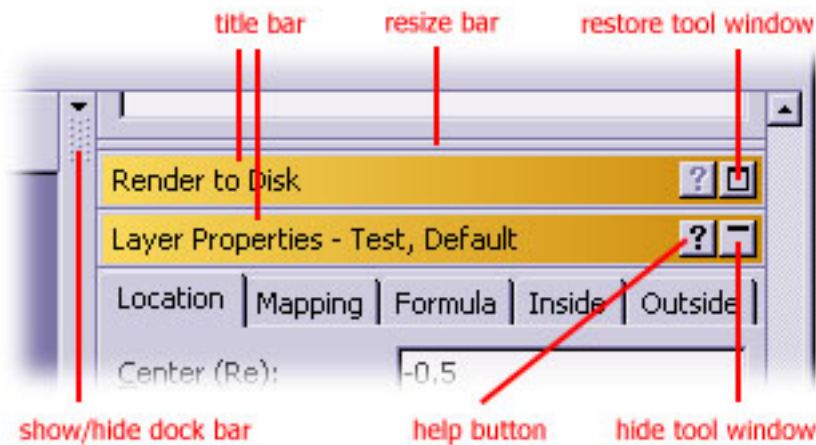 title bar resize bar restore tool window
Render to Disk ?
Layer Properties - Test, Default ?
Location Mapping Formula Inside Outside
Center (Re): -0.5
show/hide dock bar help button hide tool window